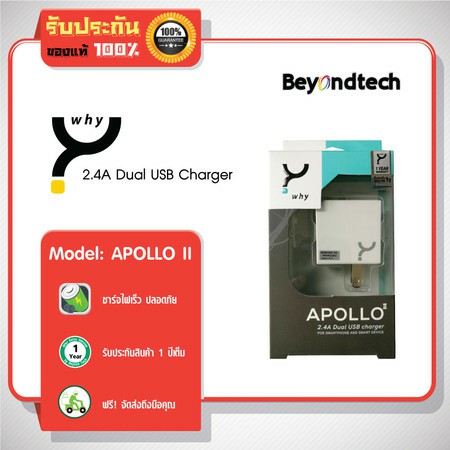 รับประกัน
ของแท้ 100%
100%
GUARANTEE
Beyondtech
why
2.4A Dual USB Charger
Model: APOLLO II
ชาร์จไฟเร็ว ปลอดภัย
1
Year
รับประกันสินค้า 1 ปีเต็ม
ฟรี! จัดส่งถึงมือคุณ
why
1 YEAR
APOLLO II
2.4A Dual USB charger
FOR SMARTPHONE AND SMART DEVICE